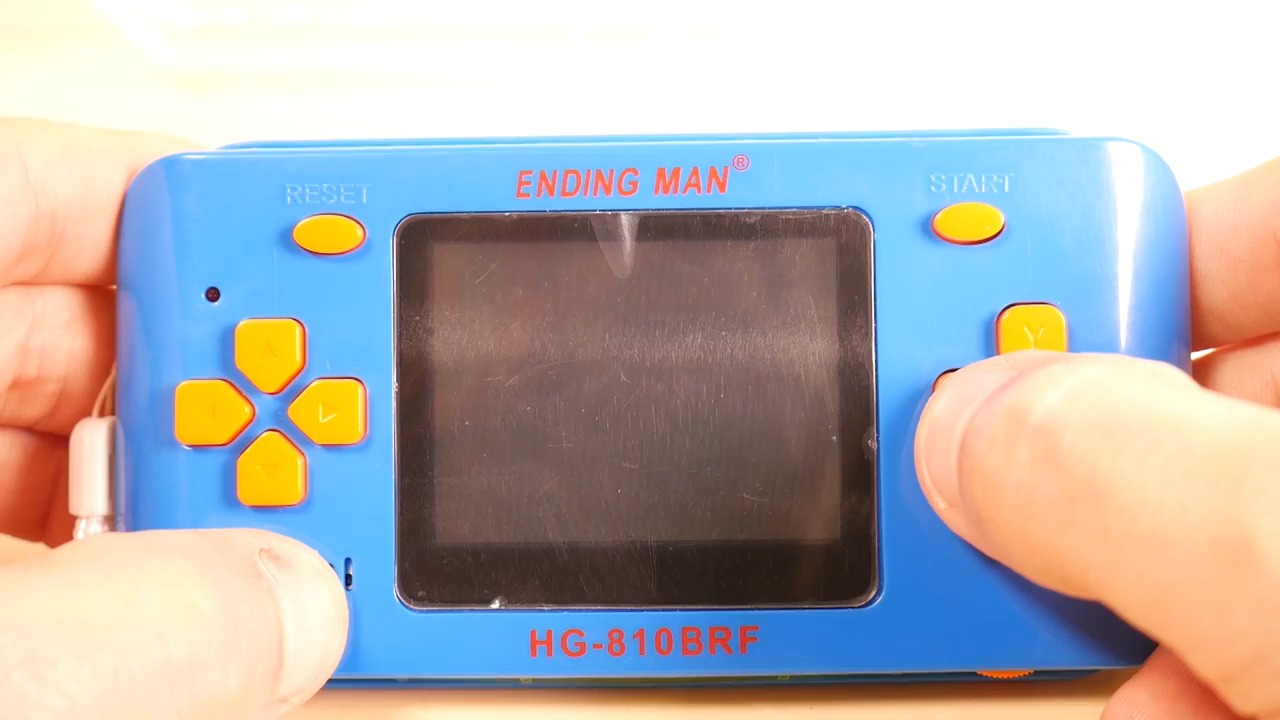 ENDING MAN®
RESET
START
Y
HG-810BRF